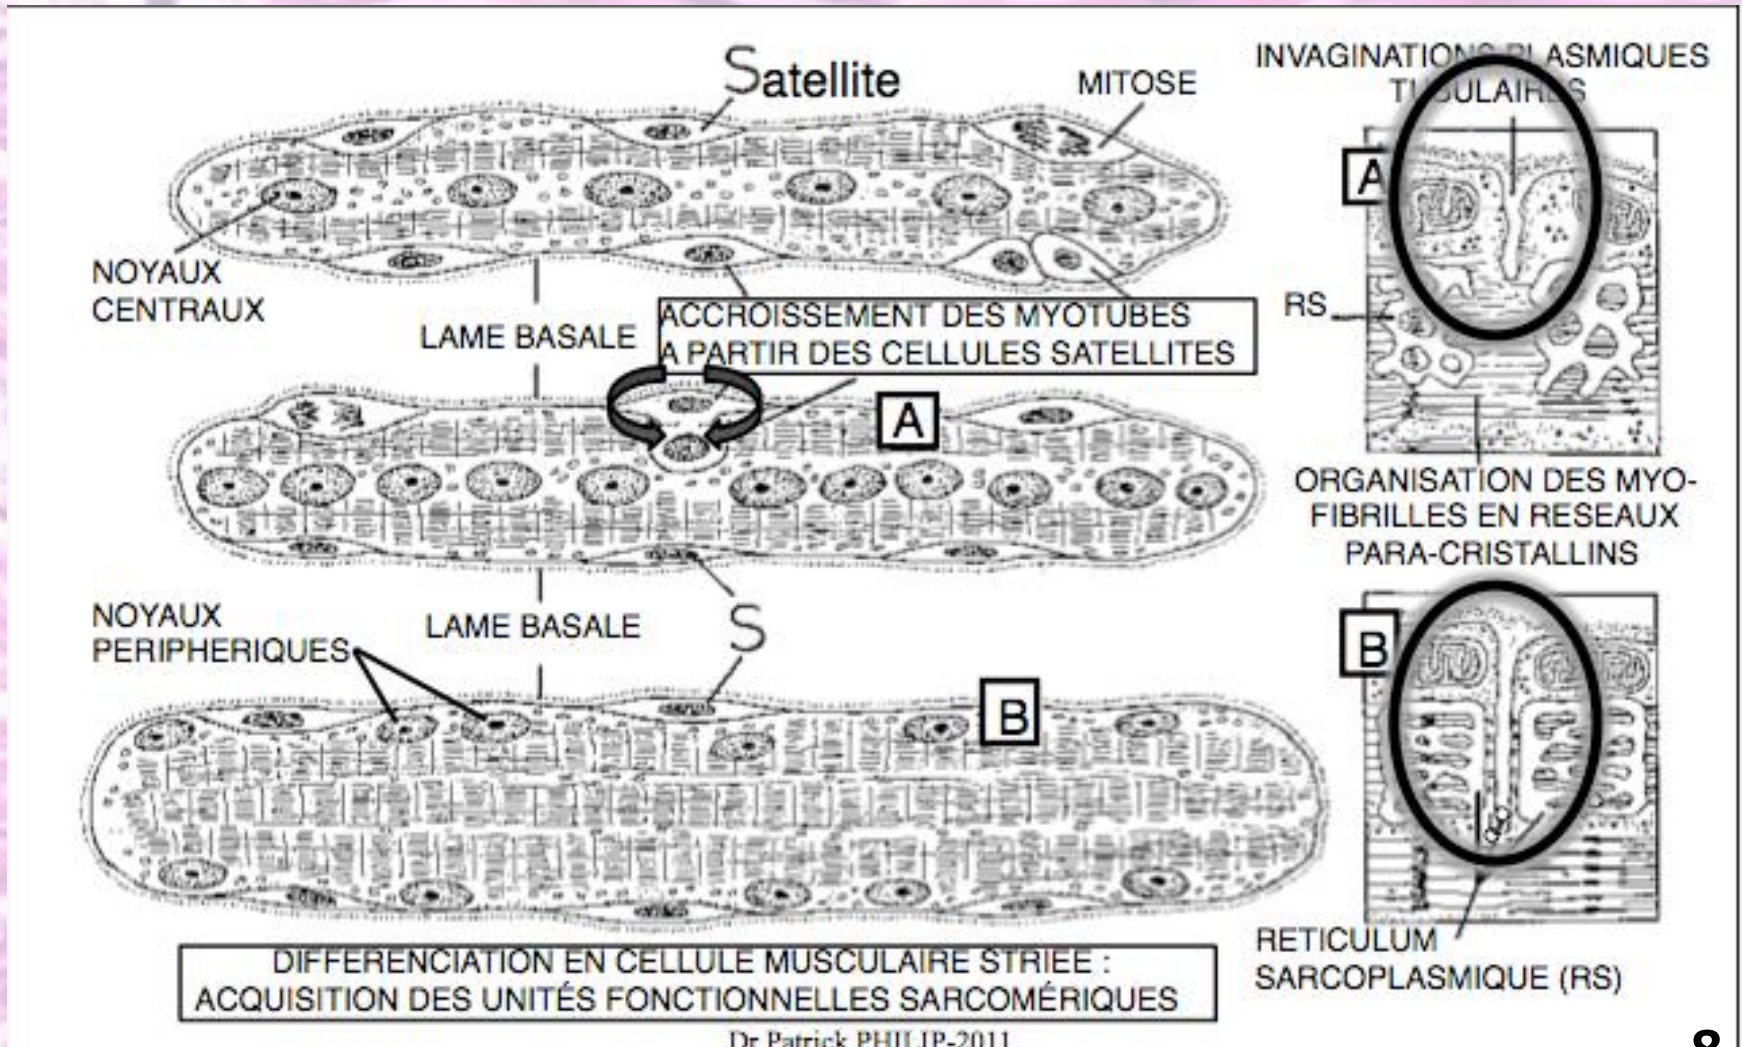 Satellite
MITOSE
INVAGINATIONS PLASMIQUES
TUBULAIRES
A
NOYAUX
CENTRAUX
LAME BASALE
ACCROISSEMENT DES MYOTUBES
A PARTIR DES CELLULES SATELLITES
RS
A
ORGANISATION DES MYO-
FIBRILLES EN RESEAUX
PARA-CRISTALLINS
NOYAUX
PERIPHERIQUES
LAME BASALE
S
B
B
RETICULUM
SARCOPLASMIQUE (RS)
DIFFERENCIATION EN CELLULE MUSCULAIRE STRIEE :
ACQUISITION DES UNITÉS FONCTIONNELLES SARCOMÉRIQUES
Dr Patrick PHILIP-2011
8